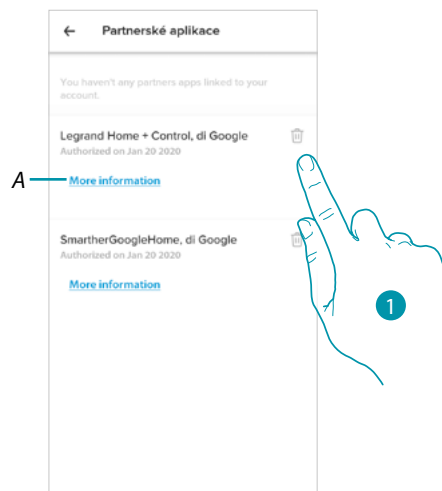 ← Partnerské aplikace
You haven't any partners apps linked to your
account.
Legrand Home + Control, di Google
Authorized on Jan 20 2020
A
More information
SmartherGoogleHome, di Google
Authorized on Jan 20 2020
More information
1